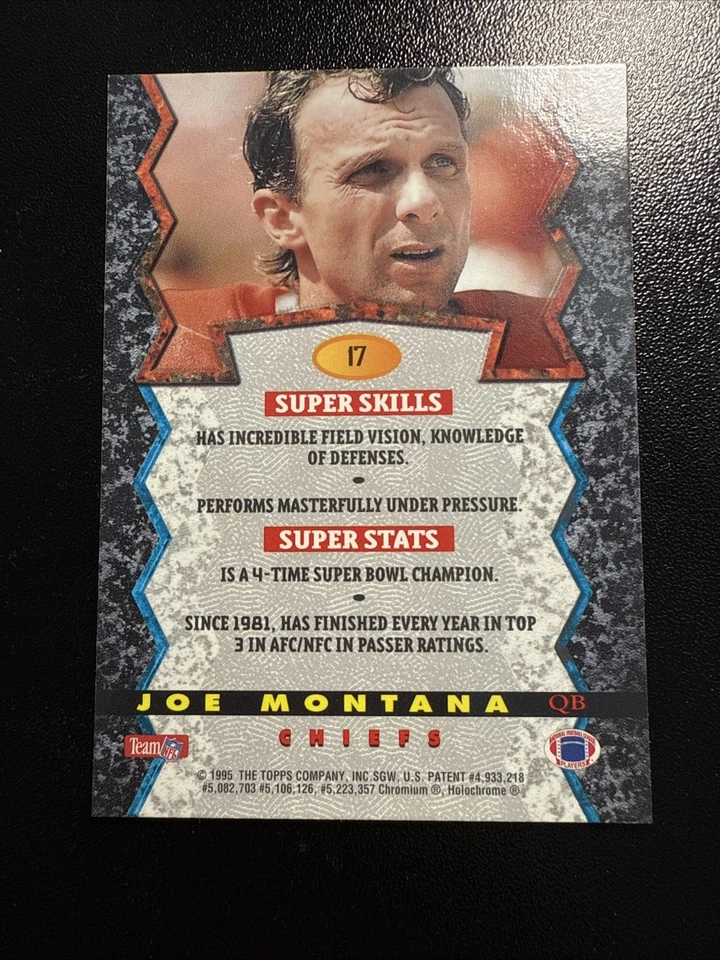 17
SUPER SKILLS
HAS INCREDIBLE FIELD VISION, KNOWLEDGE
OF DEFENSES.
PERFORMS MASTERFULLY UNDER PRESSURE.
SUPER STATS
IS A 4-TIME SUPER BOWL CHAMPION.
SINCE 1981, HAS FINISHED EVERY YEAR IN TOP
3 IN AFC/NFC IN PASSER RATINGS.
JOE MONTANA QB
CHIEFS
Team NFL
PLAYERS
© 1995 THE TOPPS COMPANY, INC.SGW, U.S. PATENT #4,933,218
#5,082,703 #5,106,126, #5,223,357 Chromium ®, Holochrome ®